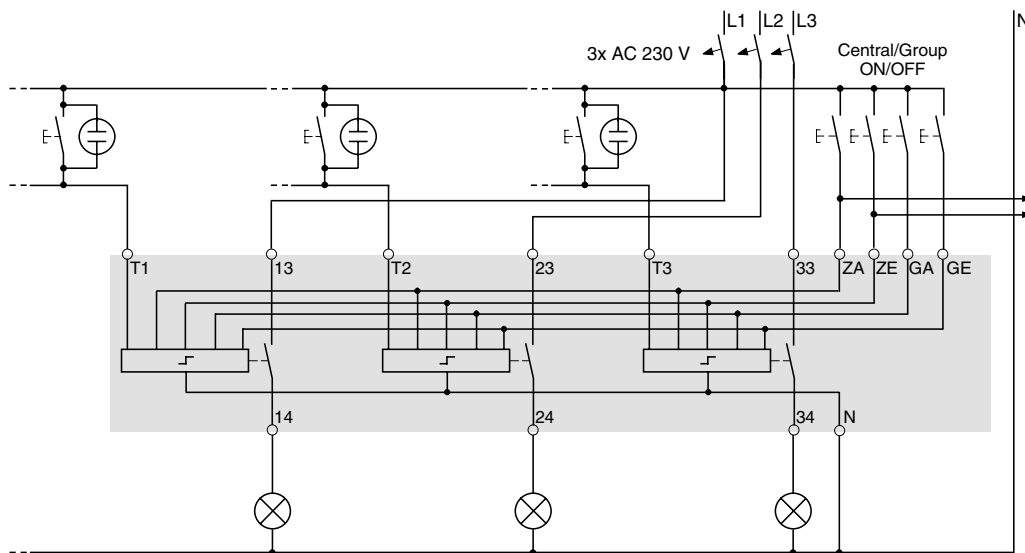 L1 L2 L3 N
3x AC 230 V
Central/Group
ON/OFF
T1 13 T2 23 T3 33 ZA ZE GA GE
14 24 34 N